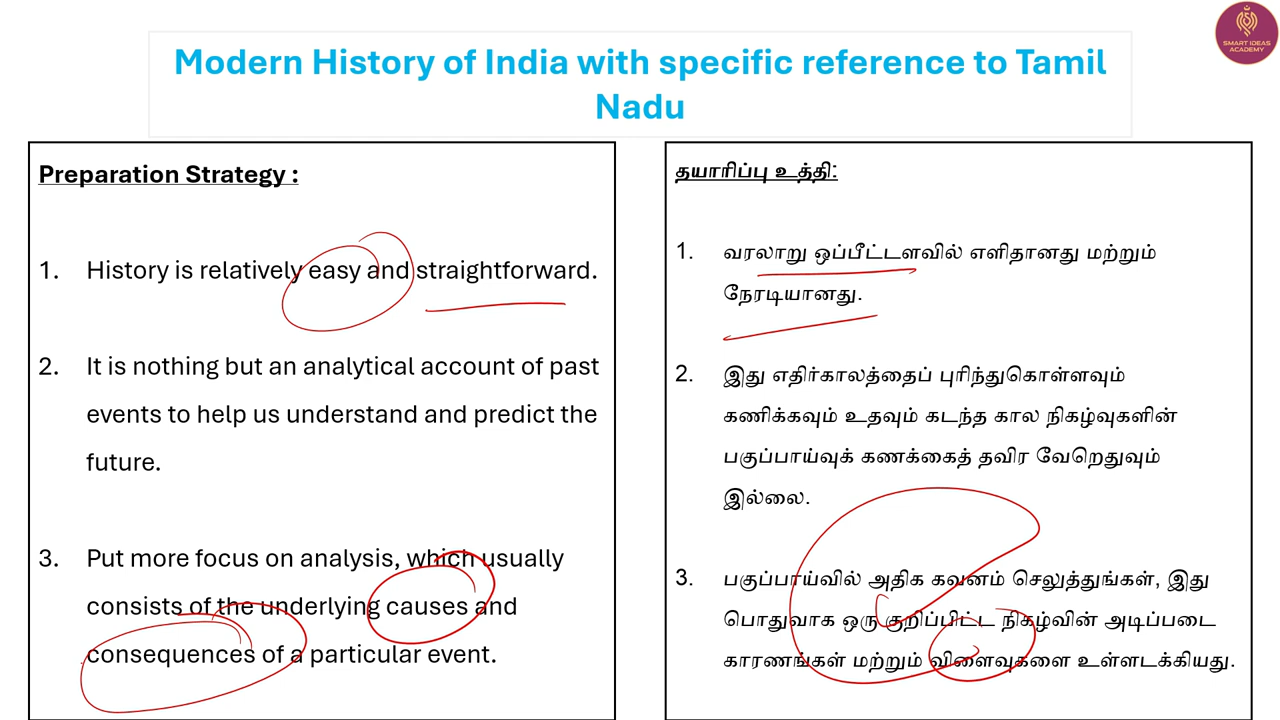 SMART IDEAS
ACADEMY
Modern History of India with specific reference to Tamil
Nadu
Preparation Strategy :
1. History is relatively easy and straightforward.
2. It is nothing but an analytical account of past
events to help us understand and predict the
future.
3. Put more focus on analysis, which usually
consists of the underlying causes and
consequences of a particular event.
தயாரிப்பு உத்தி:
1. வரலாறு ஒப்பீட்டளவில் எளிதானது மற்றும்
நேரடியானது.
2. இது எதிர்காலத்தைப் புரிந்துகொள்ளவும்
கணிக்கவும் உதவும் கடந்த கால நிகழ்வுகளின்
பகுப்பாய்வுக் கணக்கைத் தவிர வேறெதுவும்
இல்லை.
3. பகுப்பாய்வில் அதிக கவனம் செலுத்துங்கள், இது
பொதுவாக ஒரு குறிப்பிட்ட நிகழ்வின் அடிப்படை
காரணங்கள் மற்றும் விளைவுகளை உள்ளடக்கியது.